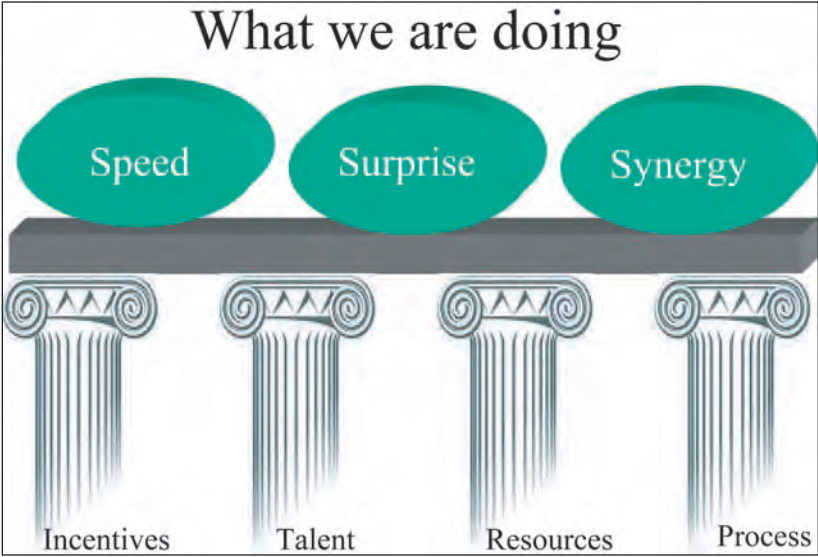 What we are doing
Speed Surprise Synergy
Incentives Talent Resources Process